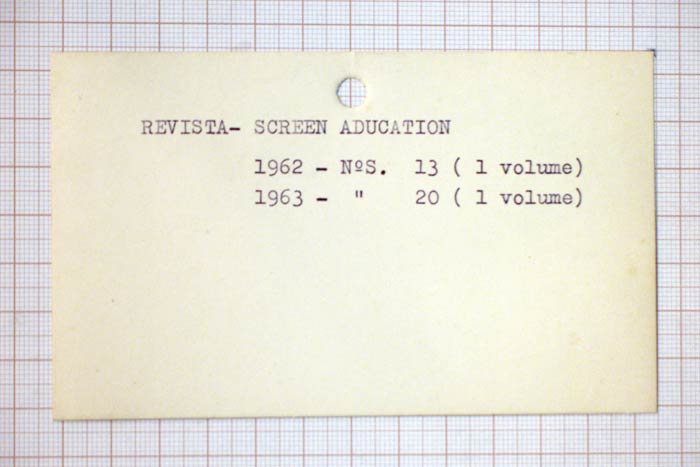 REVISTA- SCREEN ADUCATION
1962 - NºS. 13 ( 1 volume)
1963 - " 20 ( 1 volume)